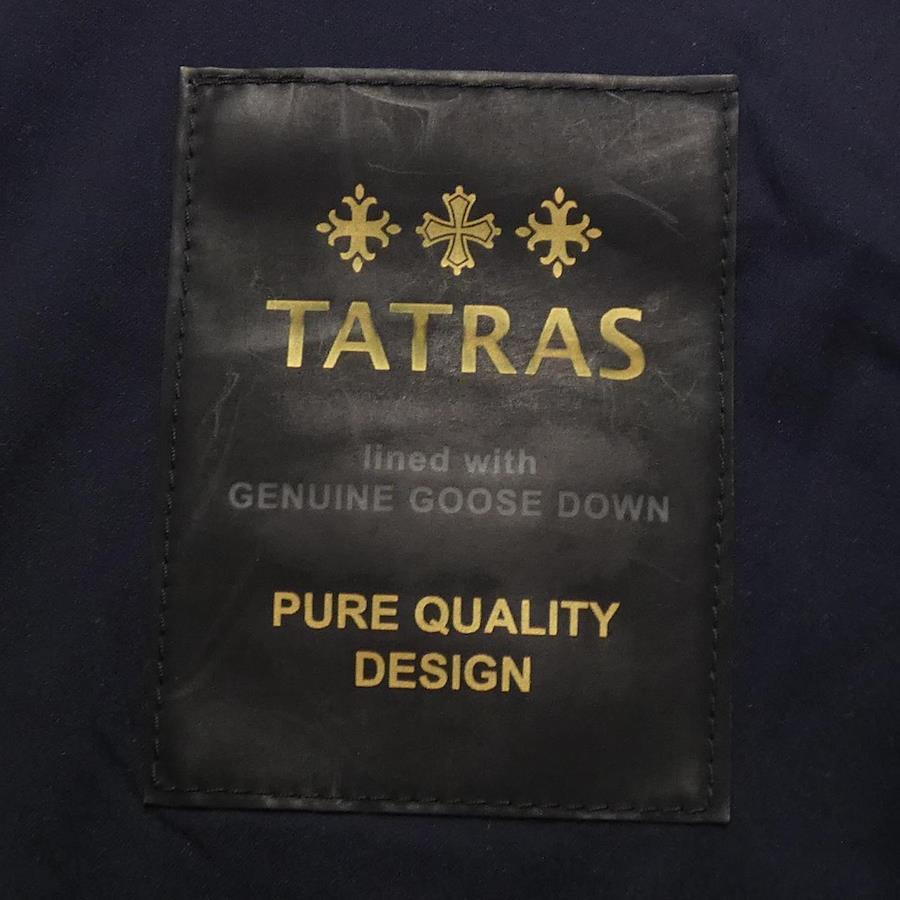 TATRAS
lined with
GENUINE GOOSE DOWN
PURE QUALITY
DESIGN